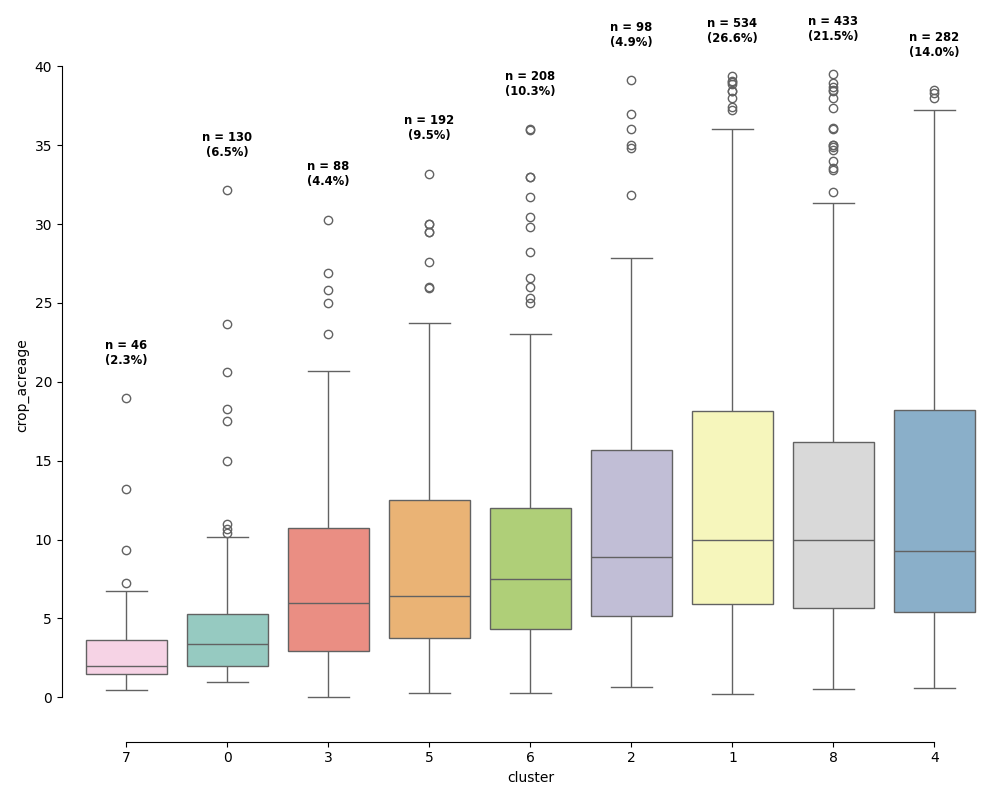 n = 46
(2.3%)
n = 130
(6.5%)
n = 88
(4.4%)
n = 192
(9.5%)
n = 208
(10.3%)
n = 98
(4.9%)
n = 534
(26.6%)
n = 433
(21.5%)
n = 282
(14.0%)
40
35
30
25
20
15
10
5
0
crop_acreage
7 0 3 5 6 2 1 8 4
cluster